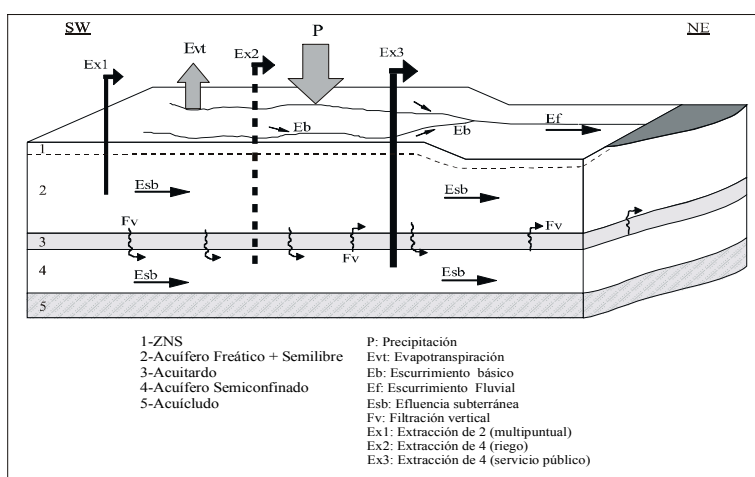 SW
P
NE
Ex1
Evt
Ex2
Ex3
Eb
Eb
Ef
1
2
Esb
Esb
Fv
Fv
Fv
3
4
Esb
Esb
5
1-ZNS
2-Acuífero Freático + Semilibre
3-Acuitardo
4-Acuífero Semiconfinado
5-Acuícludo
P: Precipitación
Evt: Evapotranspiración
Eb: Escurrimiento básico
Ef: Escurrimiento Fluvial
Esb: Efluencia subterránea
Fv: Filtración vertical
Ex1: Extracción de 2 (multipuntual)
Ex2: Extracción de 4 (riego)
Ex3: Extracción de 4 (servicio público)